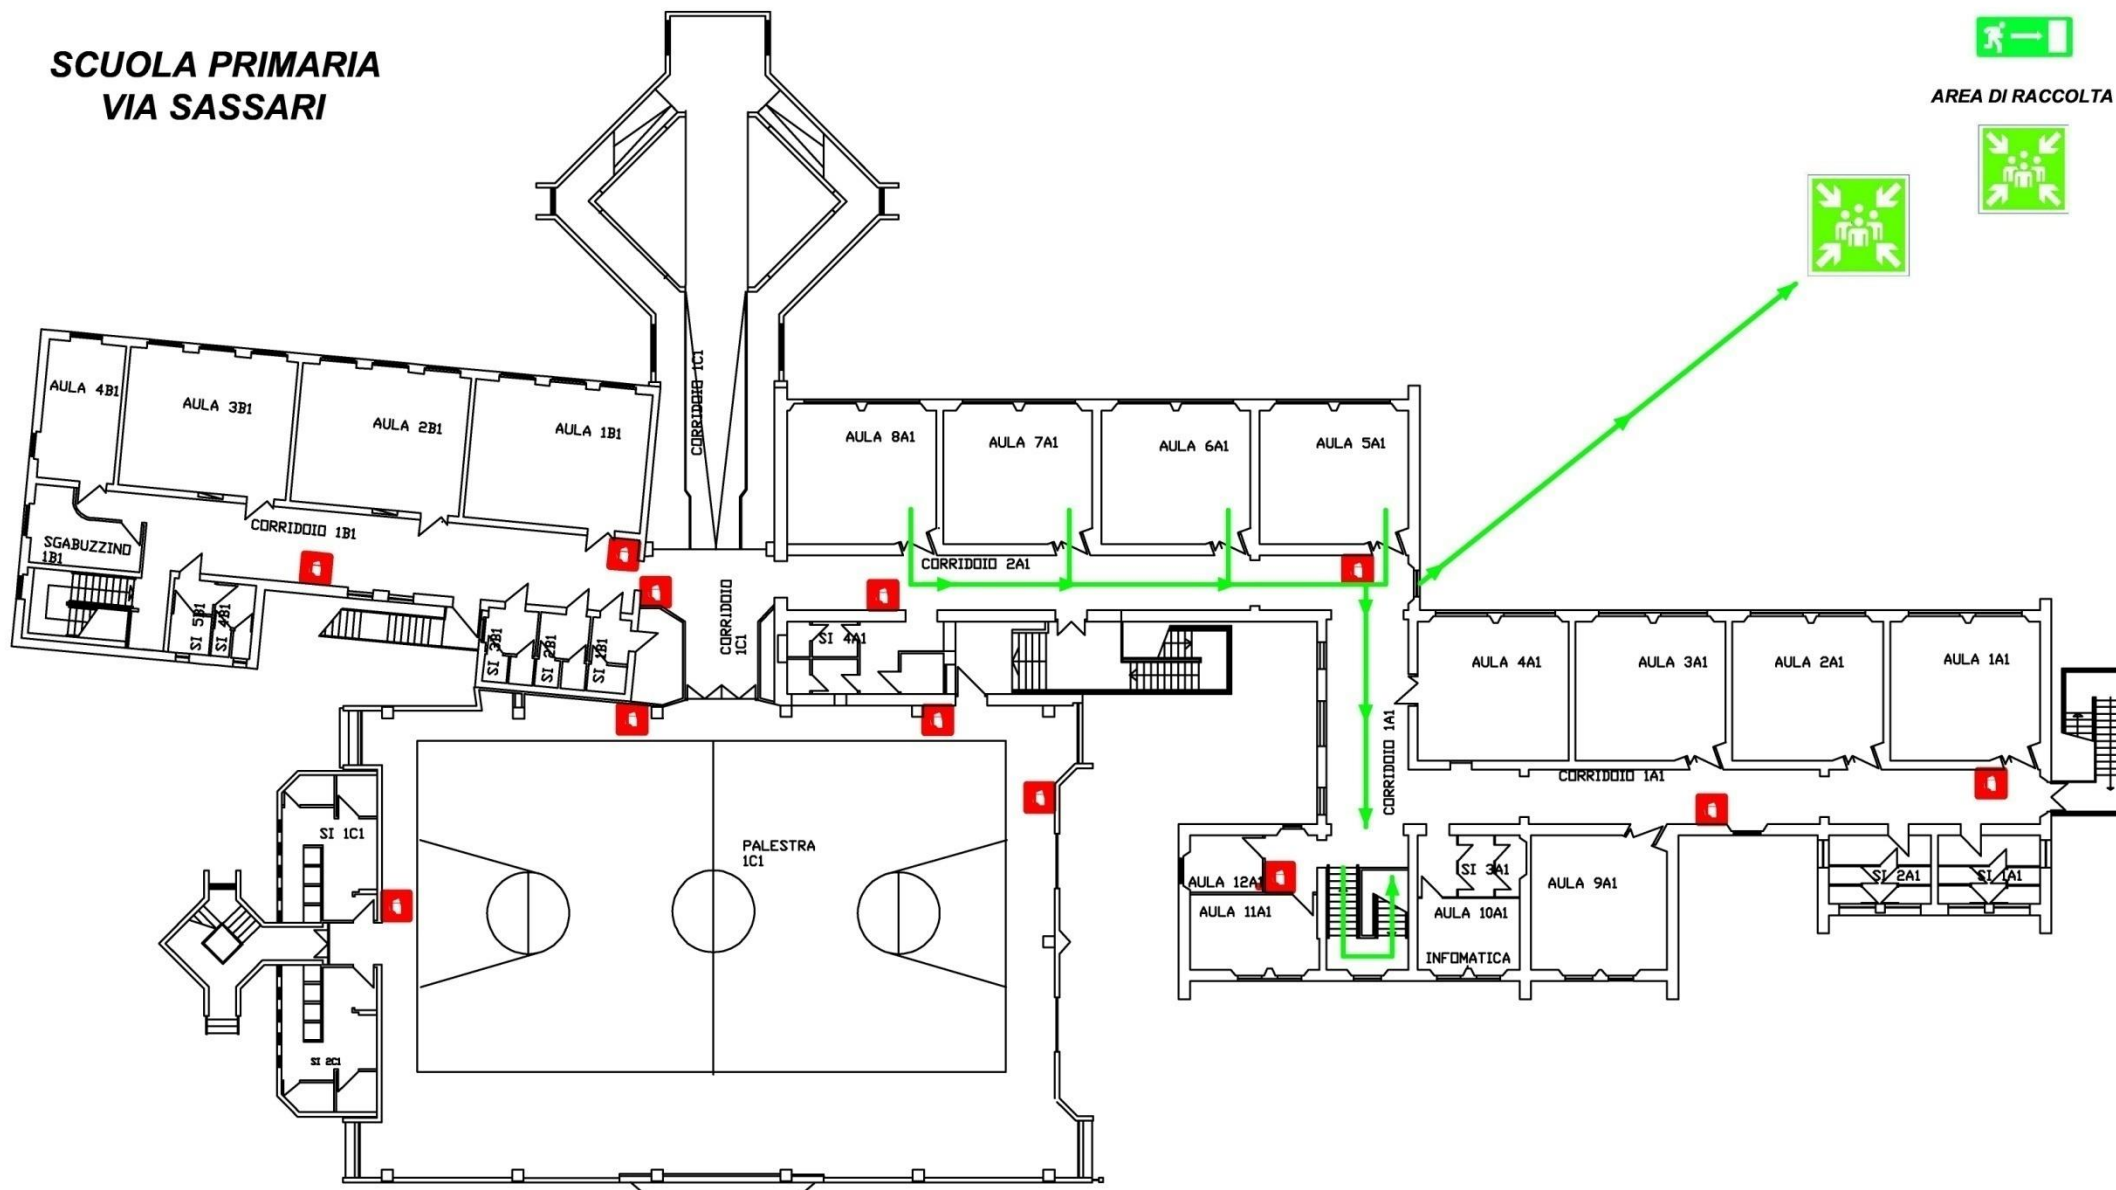 SCUOLA PRIMARIA
VIA SASSARI
AREA DI RACCOLTA
CORRIDOIO 1C1
AULA 4B1
AULA 3B1
AULA 2B1
AULA 1B1
AULA 8A1
AULA 7A1
AULA 6A1
AULA 5A1
CORRIDOIO 1B1
SGABUZZINO
1B1
CORRIDOIO 2A1
CORRIDOIO
1C1
SI 5B1
SI 4B1
SI 3B1
SI 2B1
SI 1B1
SI 4A1
AULA 4A1
AULA 3A1
AULA 2A1
AULA 1A1
CORRIDOIO 1A1
CORRIDOIO 1A1
SI 1C1
PALESTRA
1C1
AULA 12A1
SI 3A1
AULA 9A1
SI 2A1
SI 1A1
AULA 11A1
AULA 10A1
INFOMATICA
SI 2C1